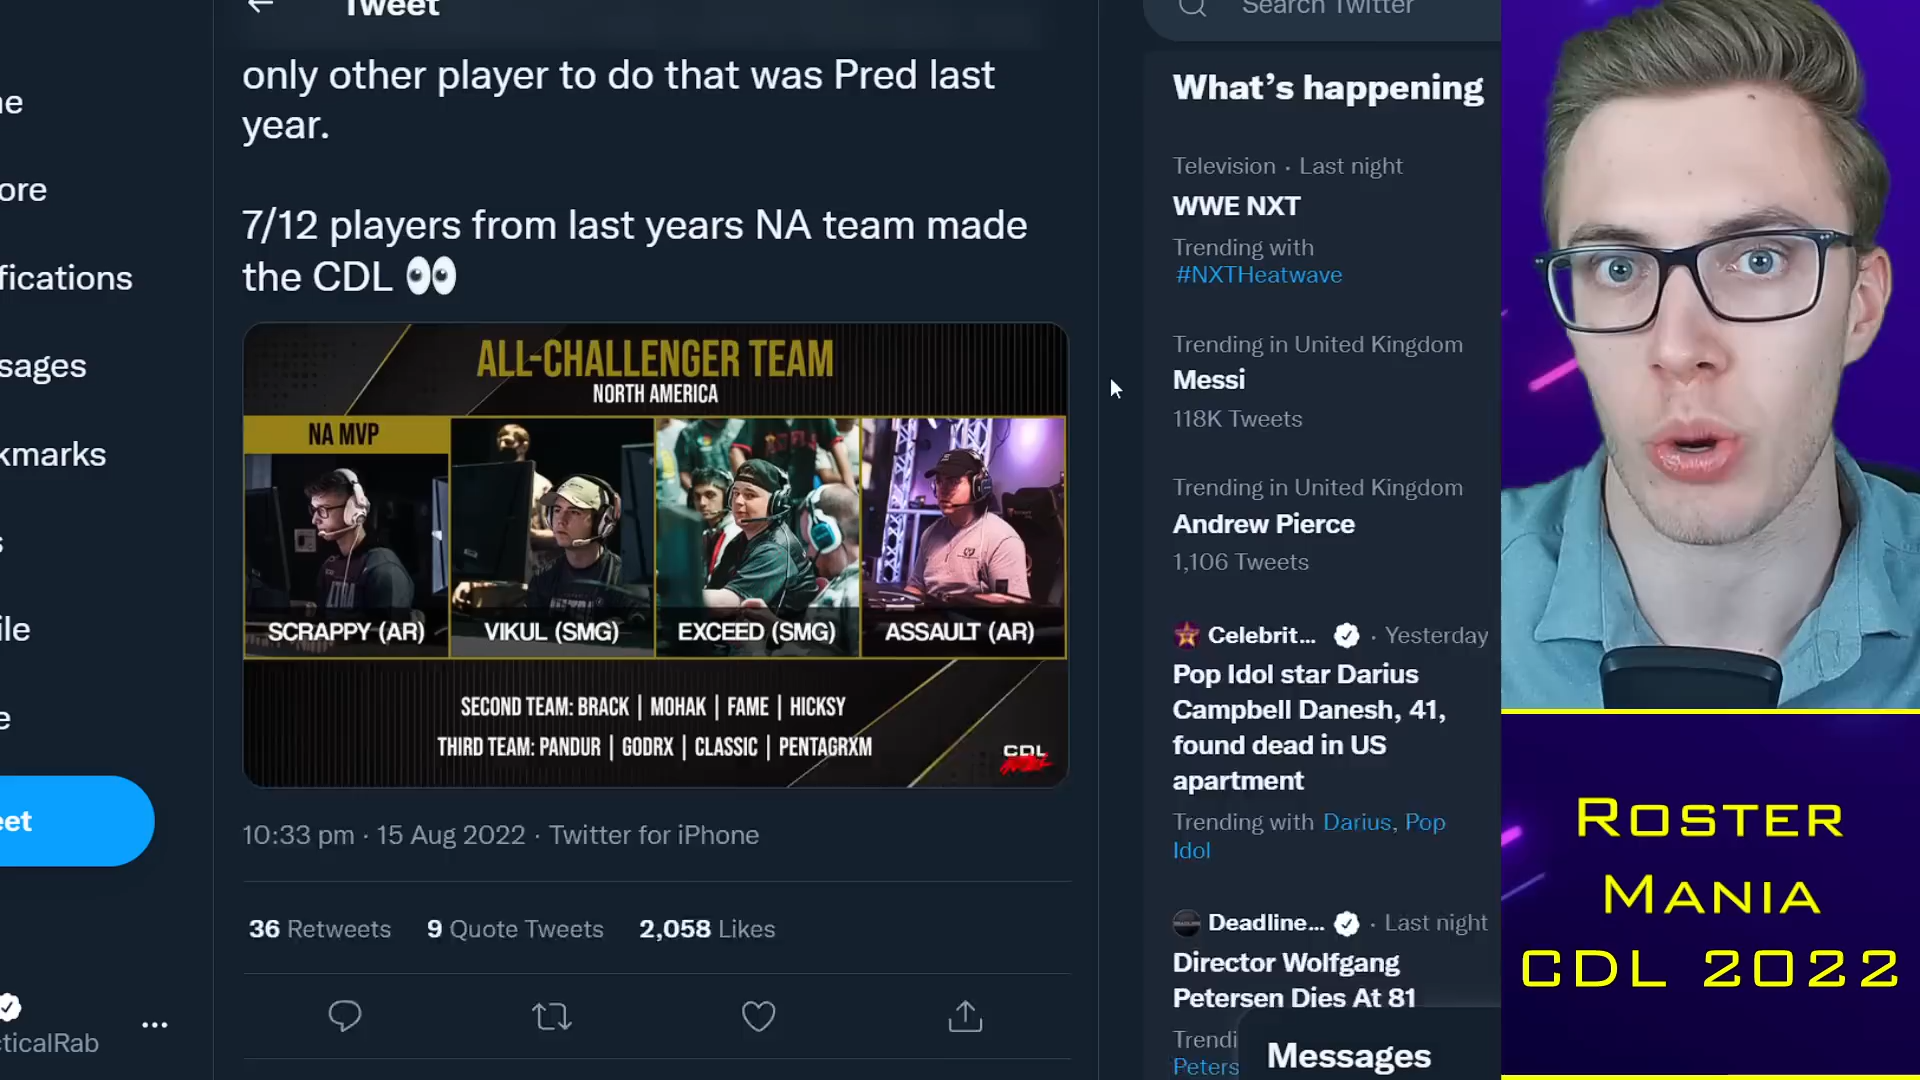 Tweet
only other player to do that was Pred last
year.
7/12 players from last years NA team made
the CDL 👀
ALL-CHALLENGER TEAM
NORTH AMERICA
NA MVP
SCRAPPY (AR)
VIKUL (SMG)
EXCEED (SMG)
ASSAULT (AR)
SECOND TEAM: BRACK | MOHAK | FAME | HICKSY
THIRD TEAM: PANDUR | GODRX | CLASSIC | PENTAGRXM
CDL
10:33 pm · 15 Aug 2022 · Twitter for iPhone
36 Retweets 9 Quote Tweets 2,058 Likes
ne
ore
fications
sages
kmarks
s
ile
e
eet
cticalRab
Search Twitter
What's happening
Television · Last night
WWE NXT
Trending with
#NXTHeatwave
Trending in United Kingdom
Messi
118K Tweets
Trending in United Kingdom
Andrew Pierce
1,106 Tweets
Celebrit... · Yesterday
Pop Idol star Darius
Campbell Danesh, 41,
found dead in US
apartment
Trending with Darius, Pop
Idol
Deadline... · Last night
Director Wolfgang
Petersen Dies At 81
Trendi
Peters
Messages
ROSTER
MANIA
CDL 2022